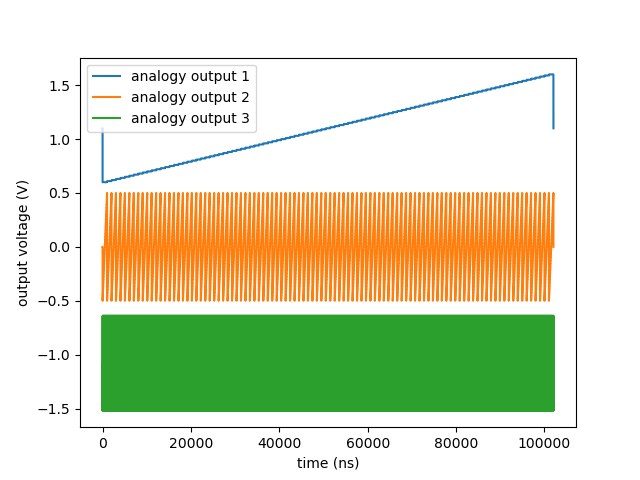 analogy output 1
analogy output 2
analogy output 3
output voltage (V)
1.5
1.0
0.5
0.0
−0.5
−1.0
−1.5
0 20000 40000 60000 80000 100000
time (ns)